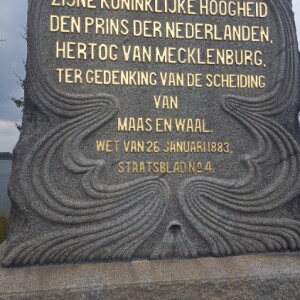 ZIJNE KONINKLIJKE HOOGHEID
DEN PRINS DER NEDERLANDEN,
HERTOG VAN MECKLENBURG,
TER GEDENKING VAN DE SCHEIDING
VAN
MAAS EN WAAL.
WET VAN 26 JANUARI 1883,
STAATSBLAD NO 4.